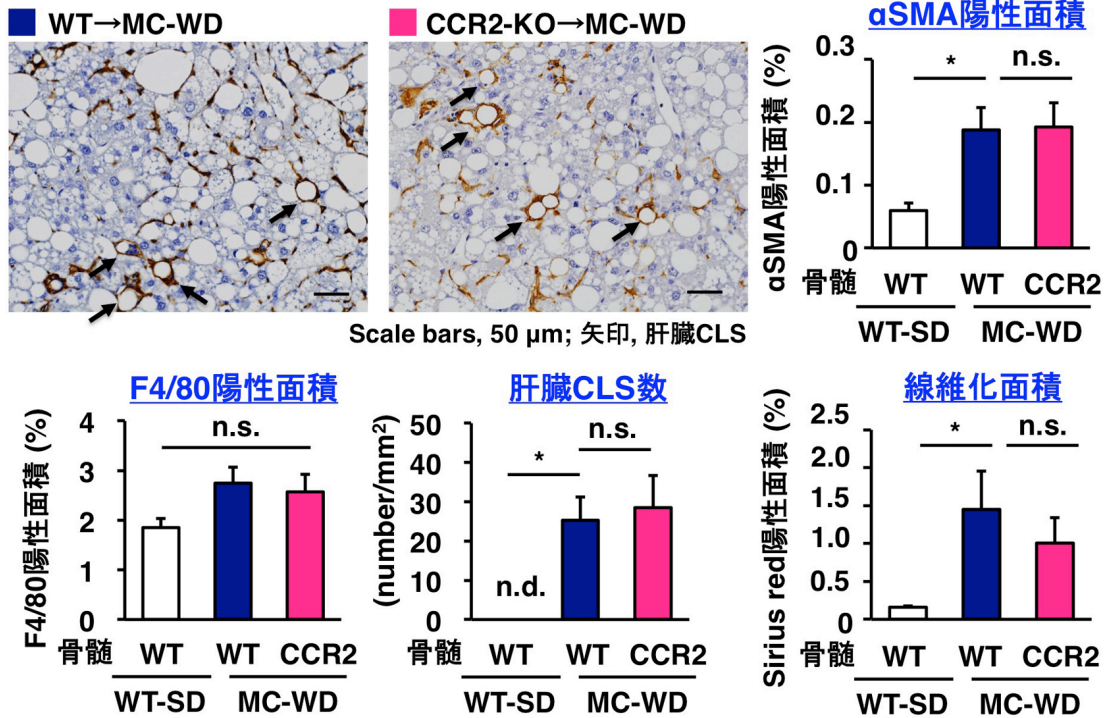 WT→MC-WD
CCR2-KO→MC-WD
Scale bars, 50 μm; 矢印, 肝臓CLS
αSMA陽性面積
αSMA陽性面積 (%)
0.3
0.2
0.1
0
*
n.s.
骨髄 WT WT CCR2
WT-SD MC-WD
F4/80陽性面積
F4/80陽性面積 (%)
4
3
2
1
0
n.s.
骨髄 WT WT CCR2
WT-SD MC-WD
肝臓CLS数
(number/mm²)
50
40
30
20
10
0
*
n.s.
n.d.
骨髄 WT WT CCR2
WT-SD MC-WD
線維化面積
Sirius red陽性面積 (%)
2.5
2.0
1.5
1.0
0.5
0
*
n.s.
骨髄 WT WT CCR2
WT-SD MC-WD